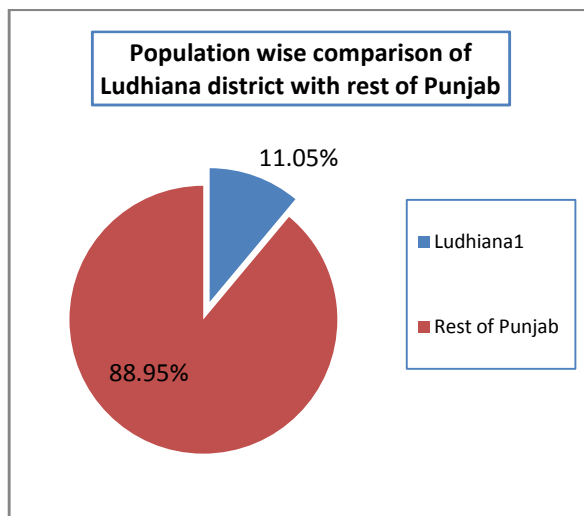 Population wise comparison of
Ludhiana district with rest of Punjab
11.05%
88.95%
Ludhiana1
Rest of Punjab